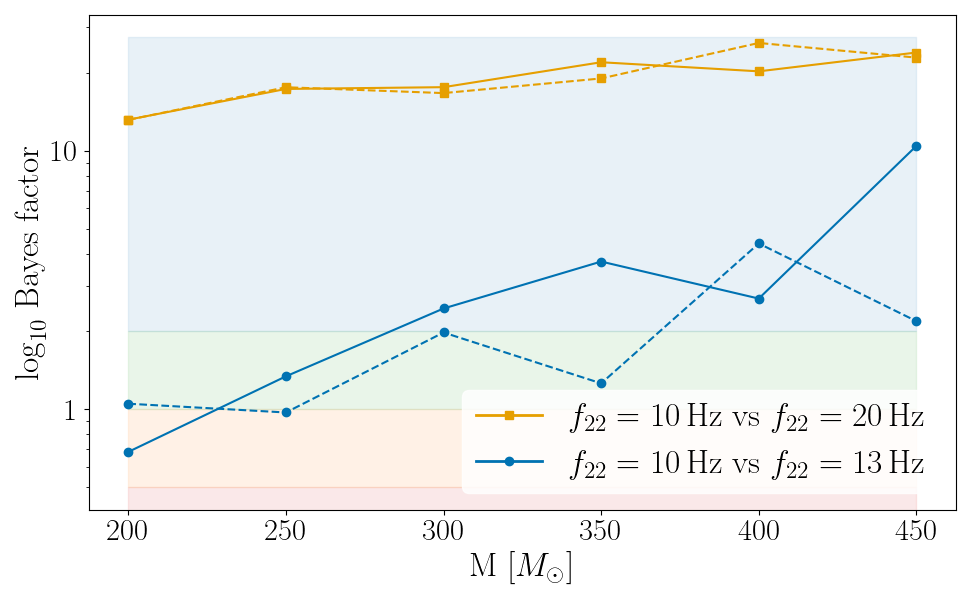 log₁₀ Bayes factor
10
1
f₂₂ = 10 Hz vs f₂₂ = 20 Hz
f₂₂ = 10 Hz vs f₂₂ = 13 Hz
200 250 300 350 400 450
M [M⊙]